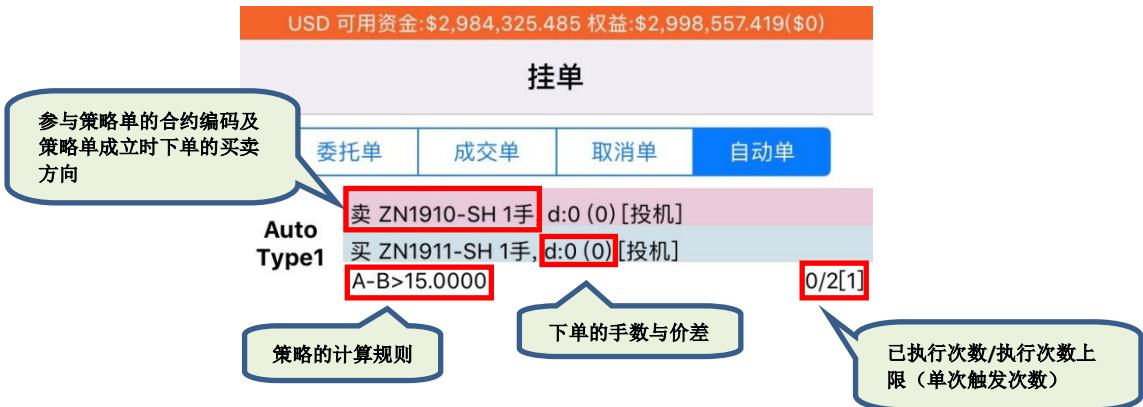 USD 可用资金:$2,984,325.485 权益:$2,998,557.419($0)
挂单
参与策略单的合约编码及
策略单成立时下单的买卖
方向
委托单 成交单 取消单 自动单
Auto
Type1
卖 ZN1910-SH 1手, d:0 (0) [投机]
买 ZN1911-SH 1手, d:0 (0) [投机]
A-B>15.0000 0/2[1]
策略的计算规则
下单的手数与价差
已执行次数/执行次数上
限（单次触发次数）